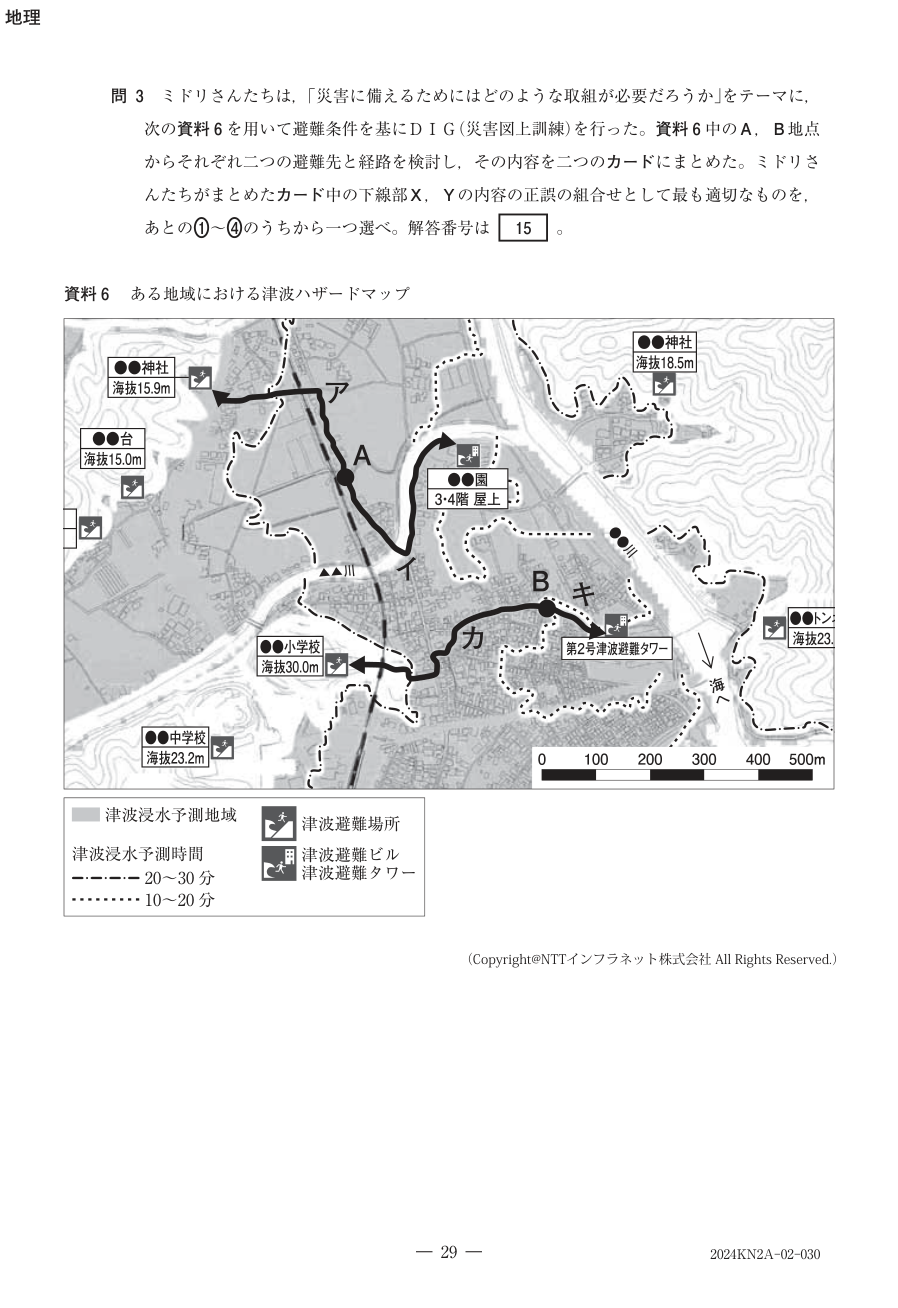 地理
問 3 ミドリさんたちは，「災害に備えるためにはどのような取組が必要だろうか」をテーマに，
次の資料6を用いて避難条件を基にＤＩＧ（災害図上訓練）を行った。資料6中のＡ，Ｂ地点
からそれぞれ二つの避難先と経路を検討し，その内容を二つのカードにまとめた。ミドリさ
んたちがまとめたカード中の下線部Ｘ，Ｙの内容の正誤の組合せとして最も適切なものを，
あとの①～④のうちから一つ選べ。解答番号は 15 。
資料6 ある地域における津波ハザードマップ
●●神社
海抜15.9m
ア
●●神社
海抜18.5m
●●台
海抜15.0m
A
●●園
3・4階 屋上
イ
▲▲川
●●川
B
キ
カ
●●小学校
海抜30.0m
第2号津波避難タワー
●●トン
海抜23.
海へ
●●中学校
海抜23.2m
0 100 200 300 400 500m
津波浸水予測地域
津波浸水予測時間
20～30 分
10～20 分
津波避難場所
津波避難ビル
津波避難タワー
（Copyright@NTTインフラネット株式会社 All Rights Reserved.）
― 29 ―
2024KN2A-02-030